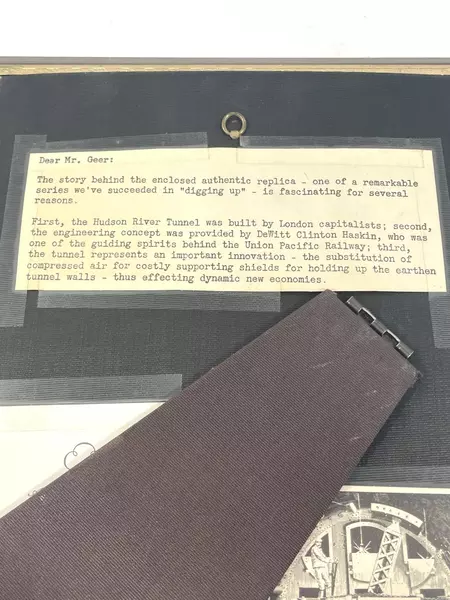 Dear Mr. Geer:
The story behind the enclosed authentic replica - one of a remarkable
series we've succeeded in "digging up" - is fascinating for several
reasons.
First, the Hudson River Tunnel was built by London capitalists; second,
the engineering concept was provided by DeWitt Clinton Haskin, who was
one of the guiding spirits behind the Union Pacific Railway; third,
the tunnel represents an important innovation - the substitution of
compressed air for costly supporting shields for holding up the earthen
tunnel walls - thus effecting dynamic new economies.